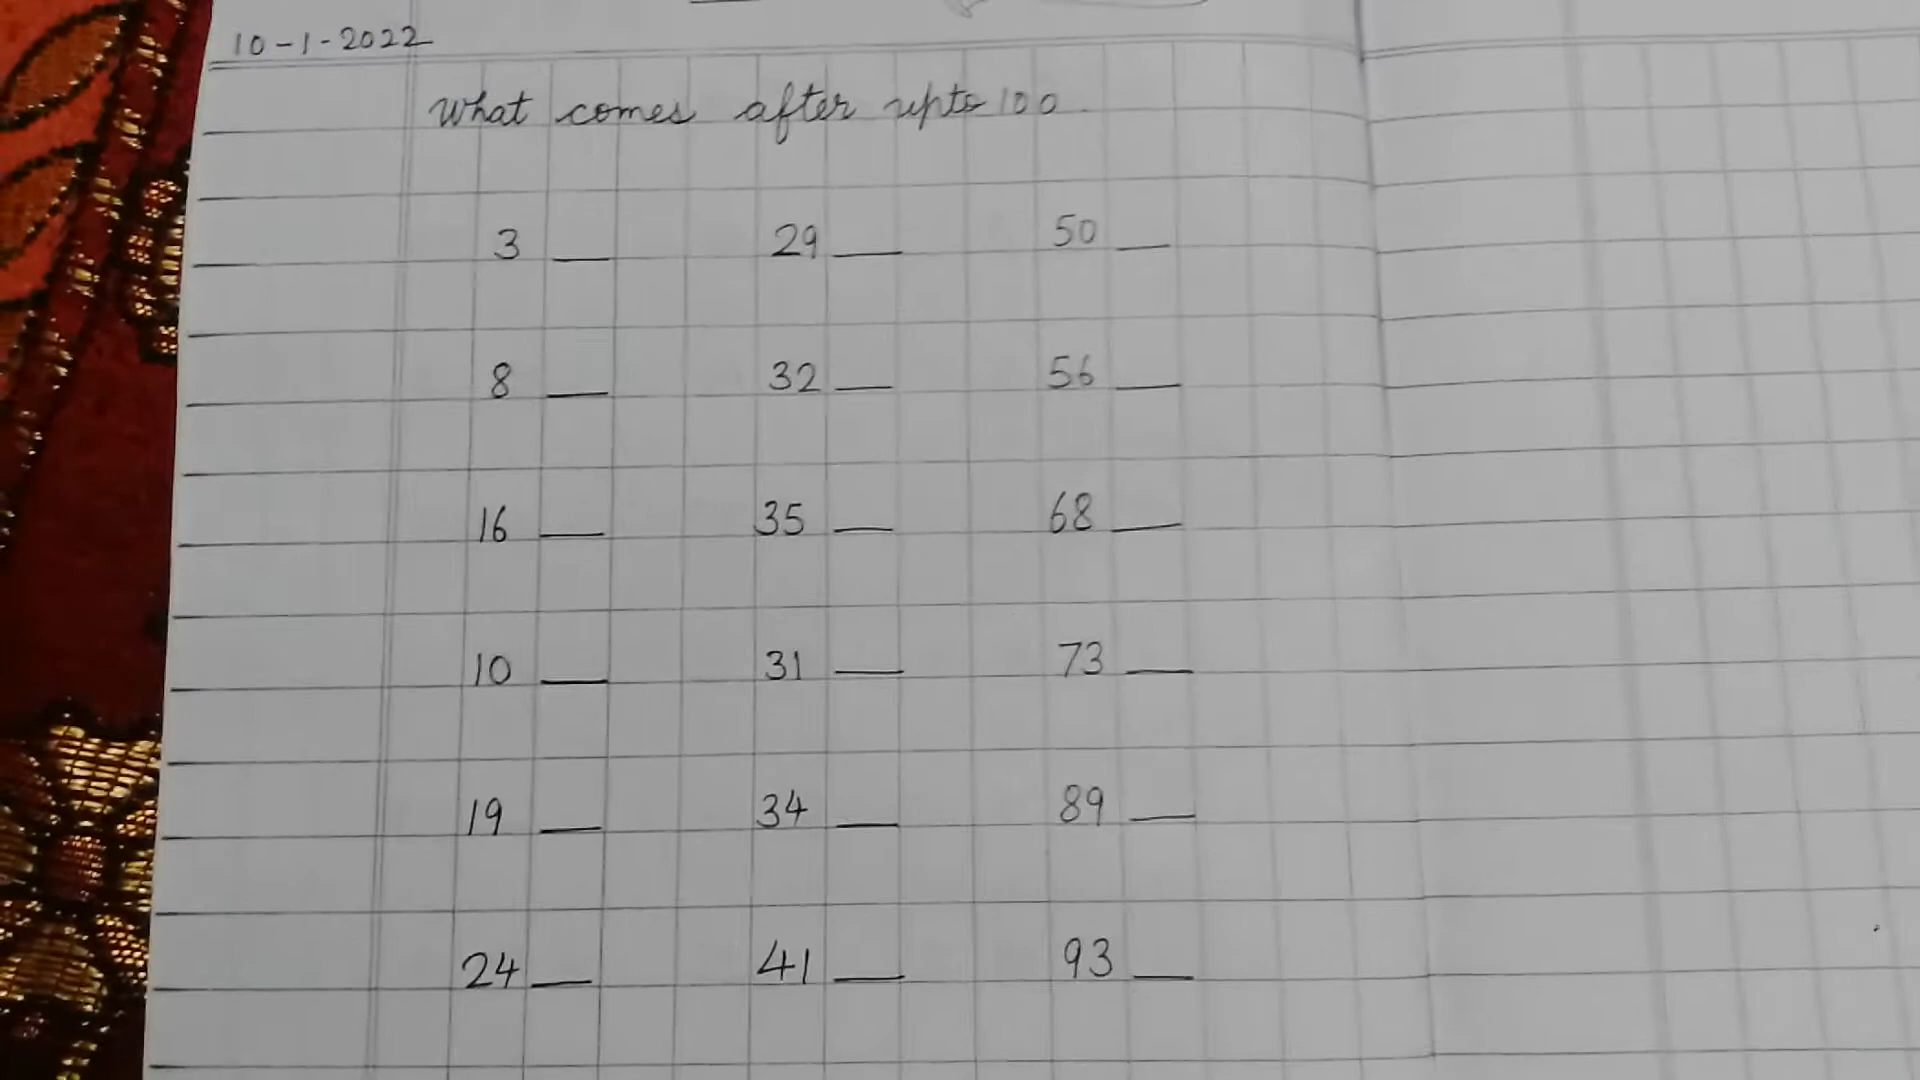 10-1-2022
What comes after upto 100
3 __ 29 __ 50 __
8 __ 32 __ 56 __
16 __ 35 __ 68 __
10 __ 31 __ 73 __
19 __ 34 __ 89 __
24 __ 41 __ 93 __